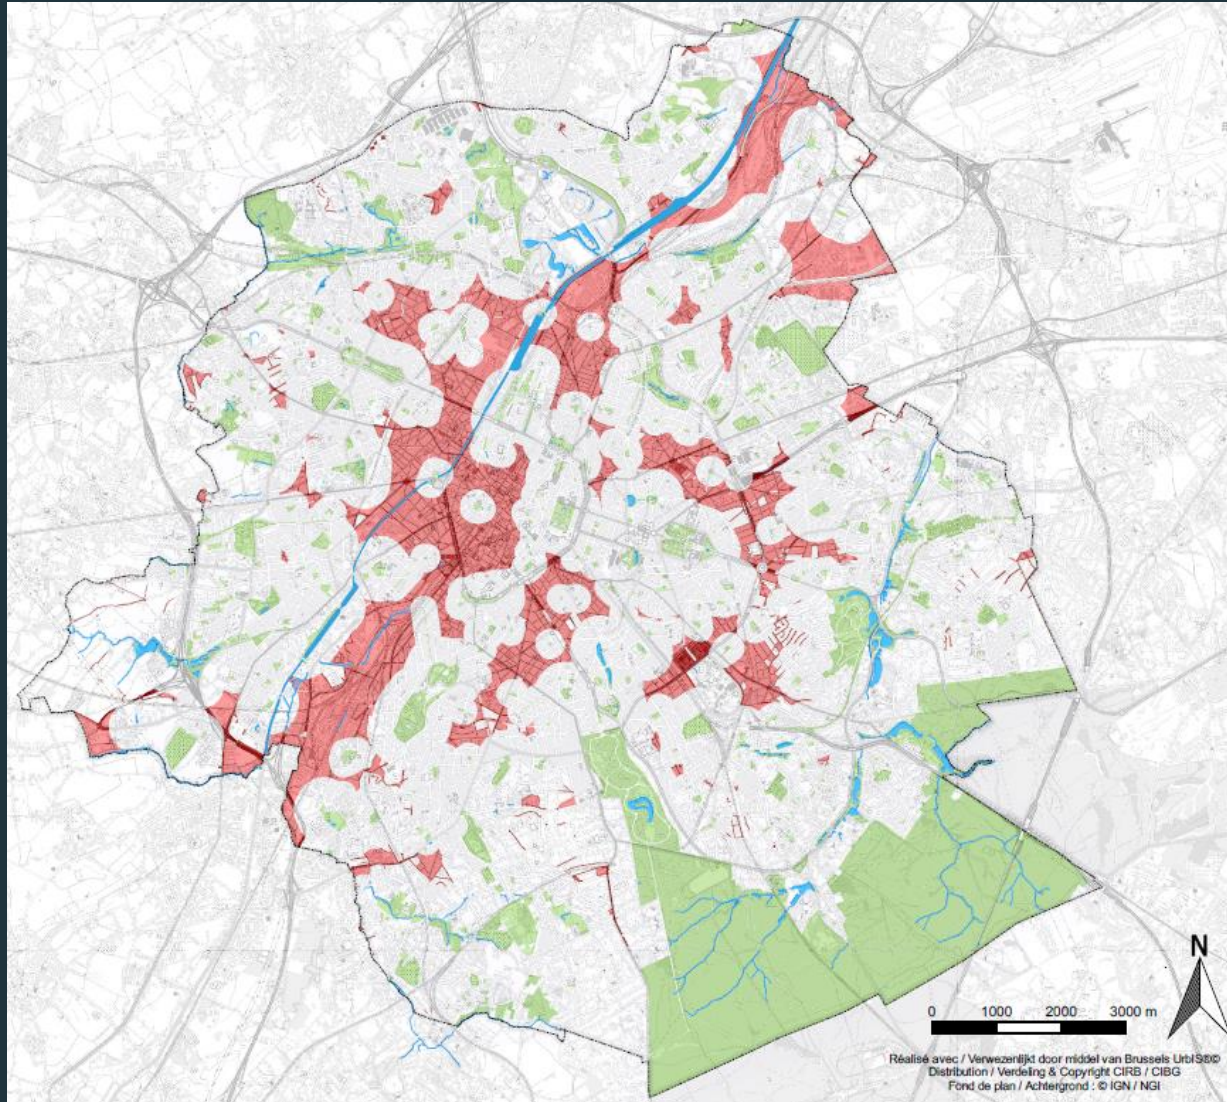 N
0 1000 2000 3000 m
Réalisé avec / Verwezenlijkt door middel van Brussels UrbIS®©
Distribution / Verdeling & Copyright CIRB / CIBG
Fond de plan / Achtergrond : © IGN / NGI